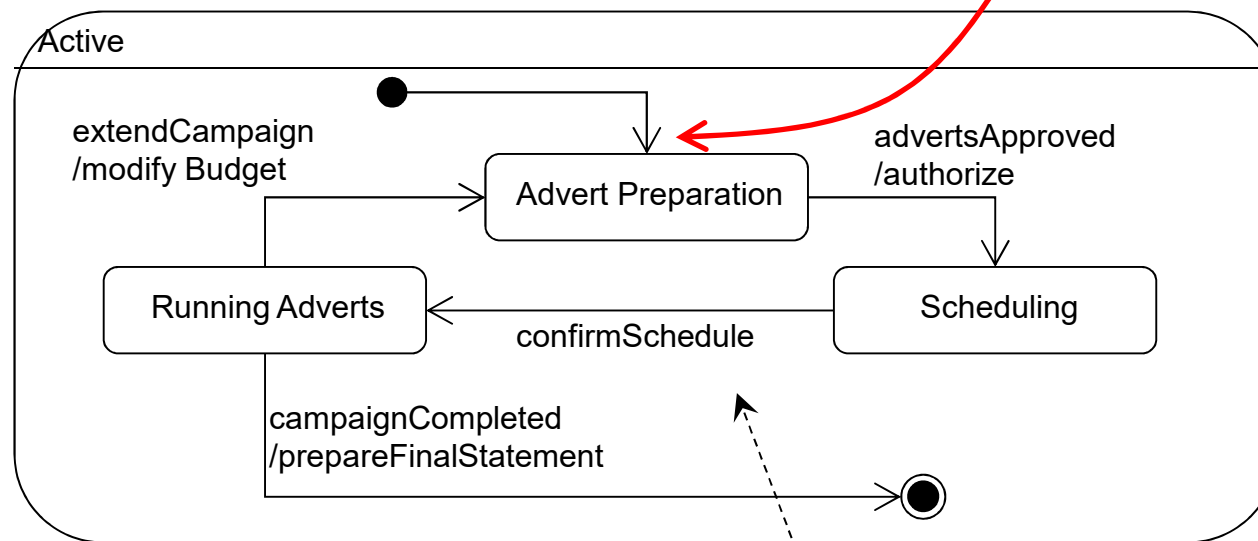 Active
extendCampaign
/modify Budget
advertsApproved
/authorize
Advert Preparation
Running Adverts
Scheduling
confirmSchedule
campaignCompleted
/prepareFinalStatement